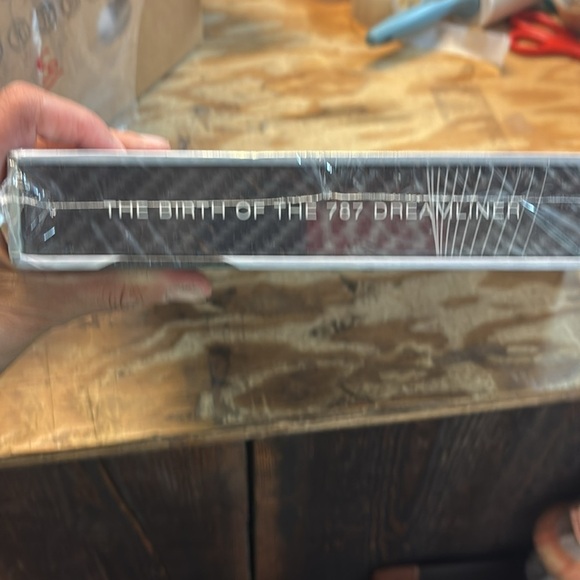 THE BIRTH OF THE 787 DREAMLINER